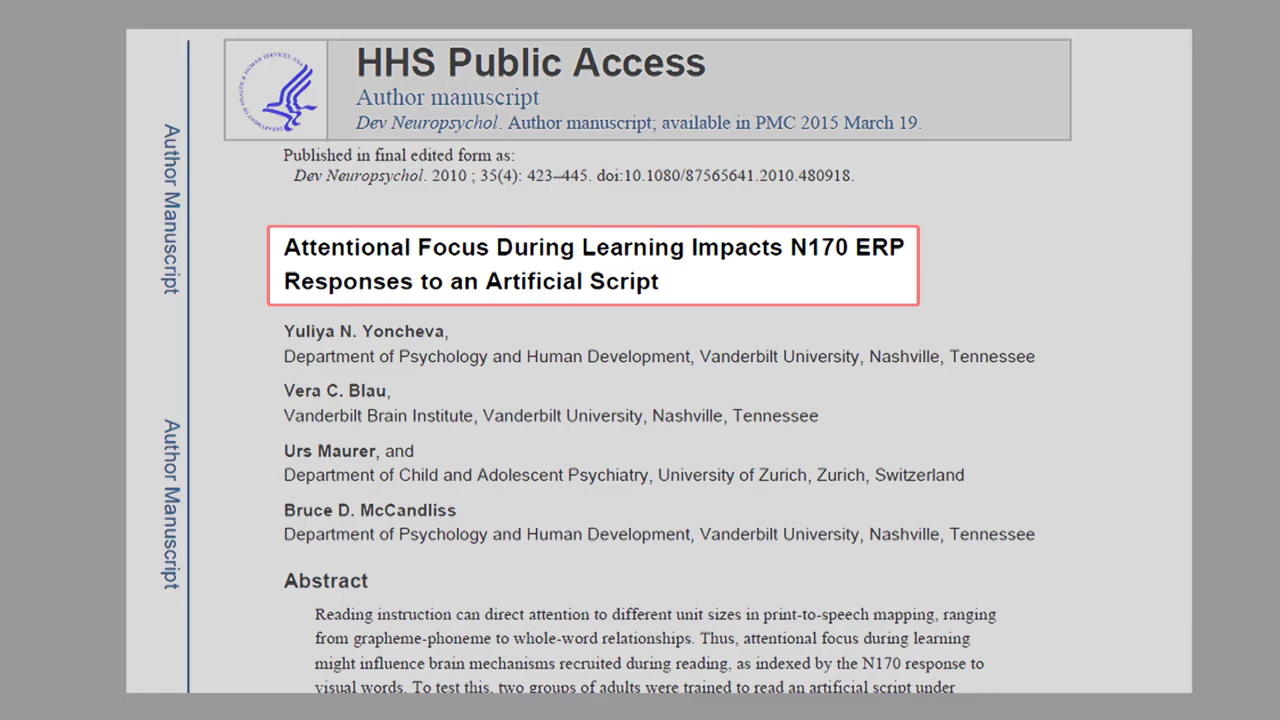 HHS Public Access
Author manuscript
Dev Neuropsychol. Author manuscript; available in PMC 2015 March 19.
Published in final edited form as:
Dev Neuropsychol. 2010 ; 35(4): 423–445. doi:10.1080/87565641.2010.480918.
Attentional Focus During Learning Impacts N170 ERP
Responses to an Artificial Script
Yuliya N. Yoncheva,
Department of Psychology and Human Development, Vanderbilt University, Nashville, Tennessee
Vera C. Blau,
Vanderbilt Brain Institute, Vanderbilt University, Nashville, Tennessee
Urs Maurer, and
Department of Child and Adolescent Psychiatry, University of Zurich, Zurich, Switzerland
Bruce D. McCandliss
Department of Psychology and Human Development, Vanderbilt University, Nashville, Tennessee
Abstract
Reading instruction can direct attention to different unit sizes in print-to-speech mapping, ranging
from grapheme-phoneme to whole-word relationships. Thus, attentional focus during learning
might influence brain mechanisms recruited during reading, as indexed by the N170 response to
visual words. To test this, two groups of adults were trained to read an artificial script under
Author Manuscript
Author Manuscript